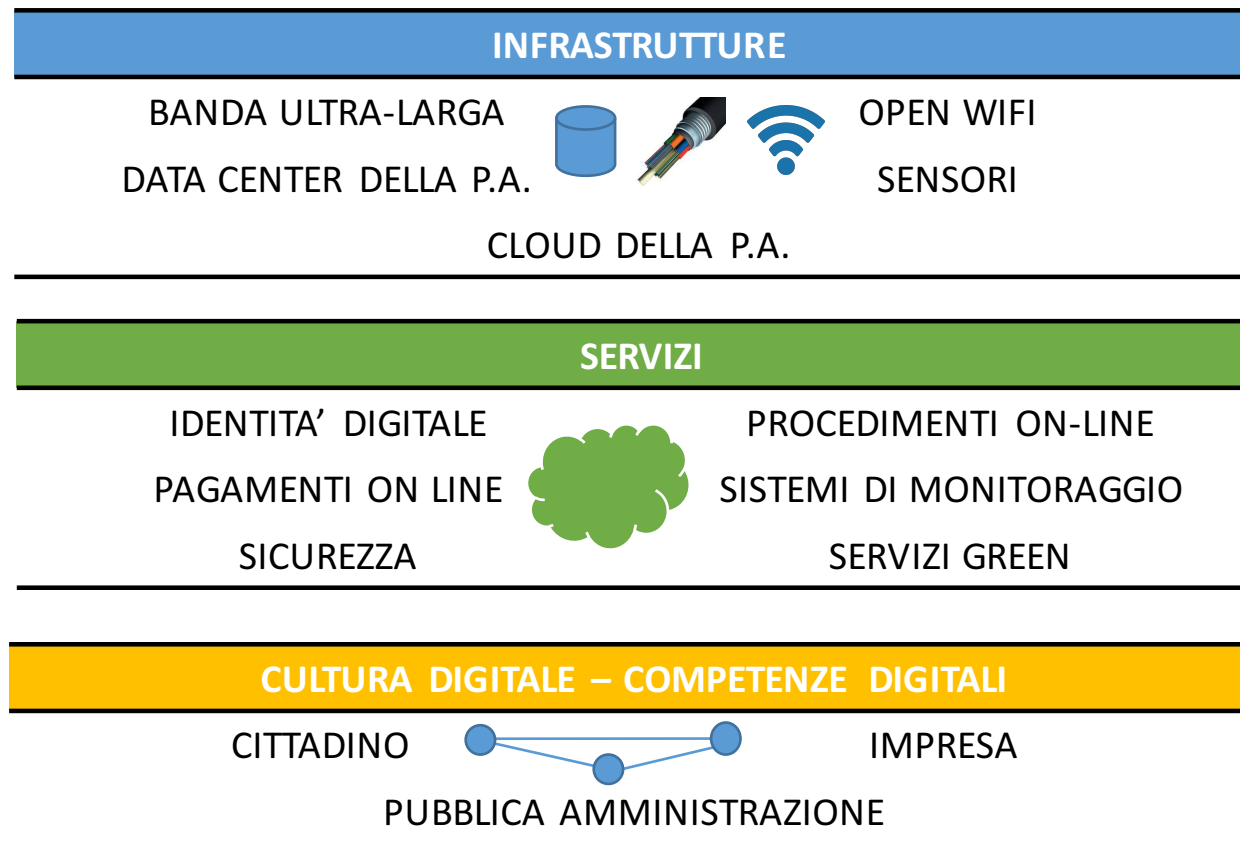 INFRASTRUTTURE
BANDA ULTRA-LARGA
OPEN WIFI
DATA CENTER DELLA P.A.
SENSORI
CLOUD DELLA P.A.
SERVIZI
IDENTITA’ DIGITALE
PROCEDIMENTI ON-LINE
PAGAMENTI ON LINE
SISTEMI DI MONITORAGGIO
SICUREZZA
SERVIZI GREEN
CULTURA DIGITALE – COMPETENZE DIGITALI
CITTADINO
IMPRESA
PUBBLICA AMMINISTRAZIONE